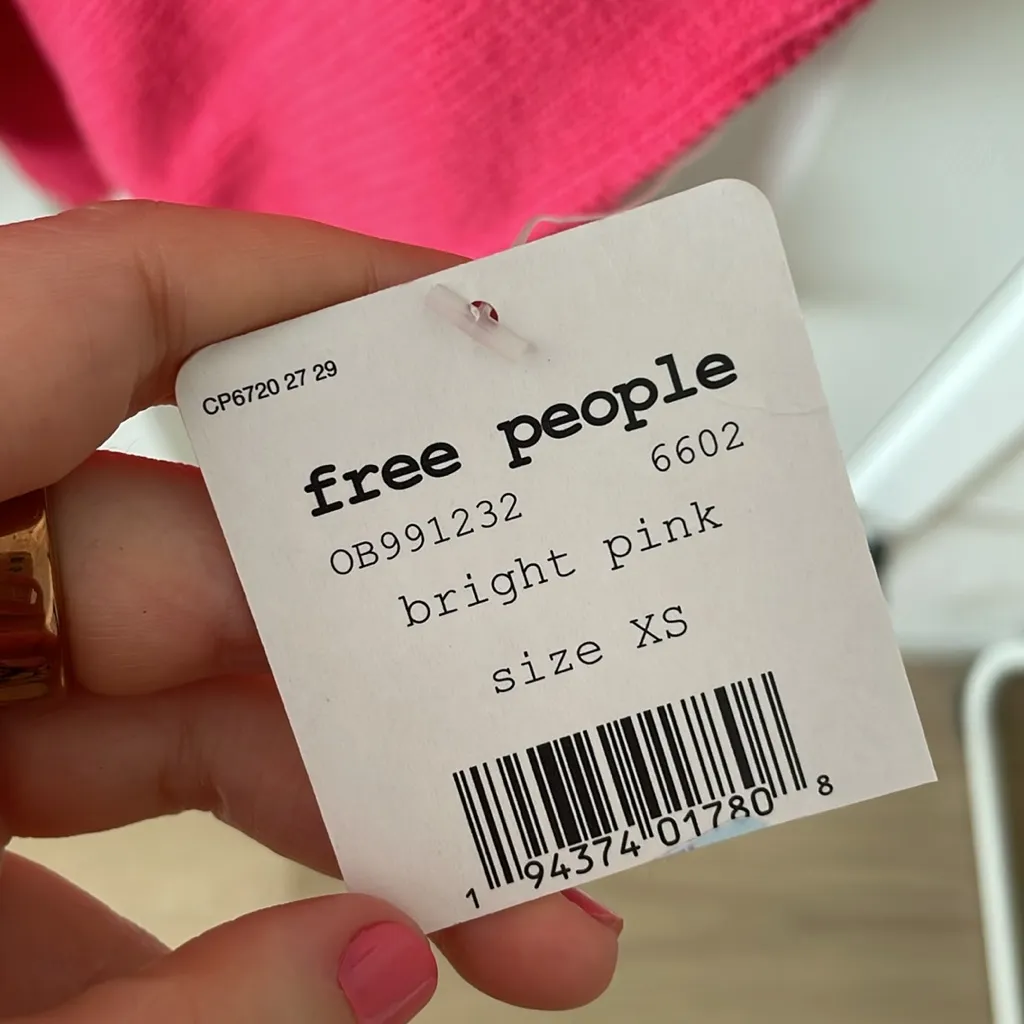 CP6720 27 29
free people
OB991232 6602
bright pink
size XS
1 94374 01780 8